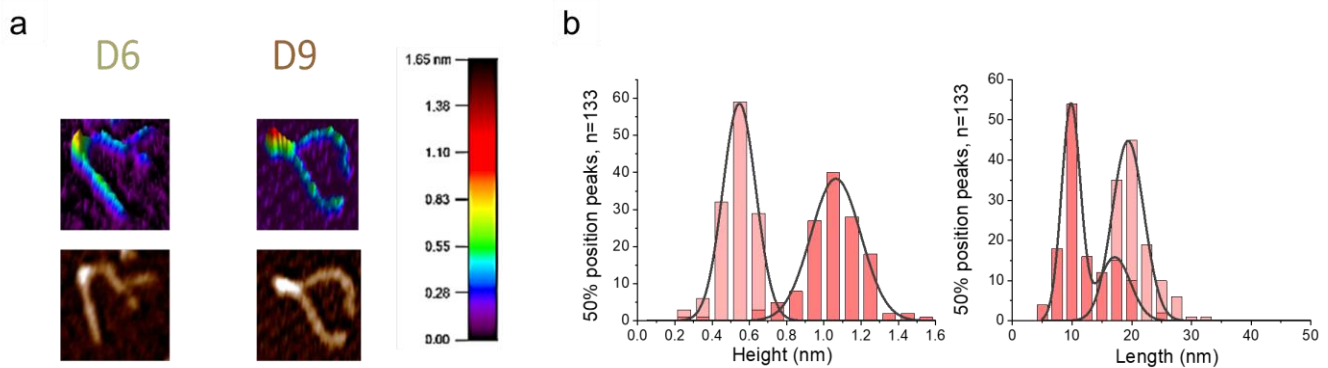 a
D6
D9
1.65 nm
1.38
1.10
0.83
0.55
0.28
0.00
b
50% position peaks, n=133
60
50
40
30
20
10
0
0.0 0.2 0.4 0.6 0.8 1.0 1.2 1.4 1.6
Height (nm)
50% position peaks, n=133
60
50
40
30
20
10
0
0 10 20 30 40 50
Length (nm)